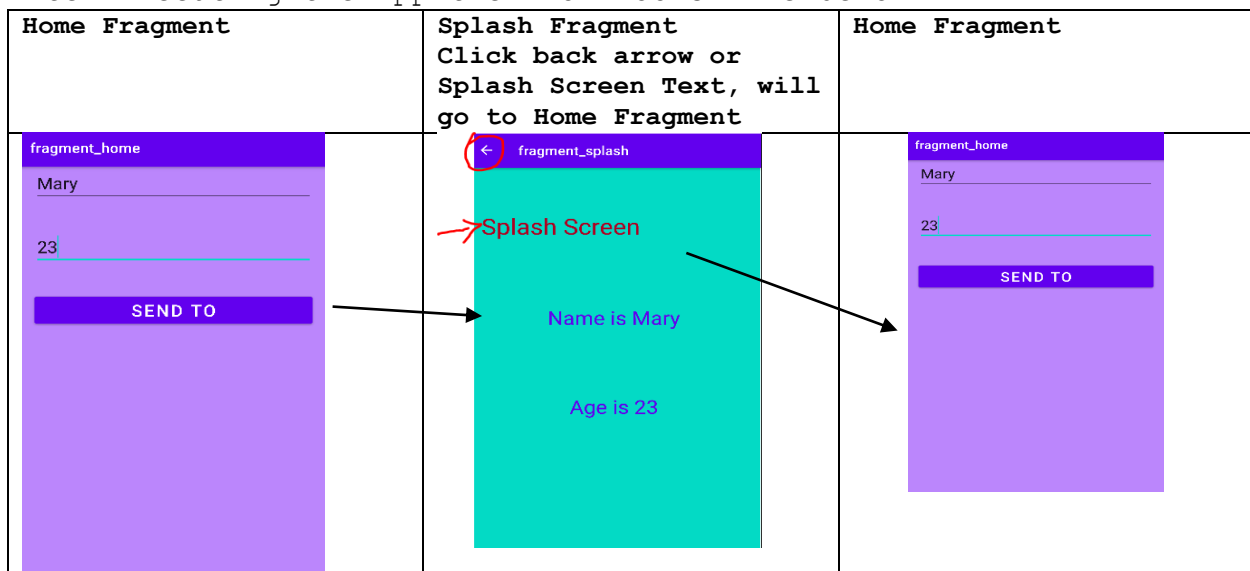 Home Fragment
Splash Fragment
Click back arrow or
Splash Screen Text, will
go to Home Fragment
Home Fragment
fragment_home
Mary
23
SEND TO
fragment_splash
Splash Screen
Name is Mary
Age is 23
fragment_home
Mary
23
SEND TO